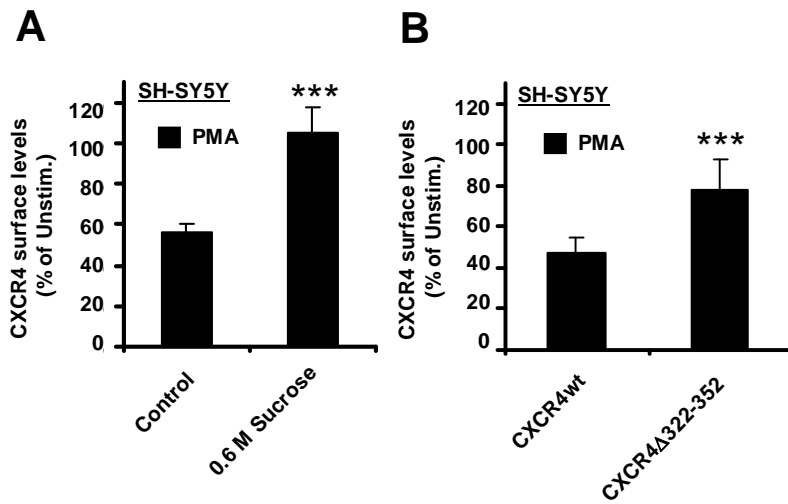 A
SH-SY5Y
***
PMA
CXCR4 surface levels
(% of Unstim.)
120
100
80
60
40
20
0
Control
0.6 M Sucrose
B
SH-SY5Y
***
PMA
CXCR4 surface levels
(% of Unstim.)
120
100
80
60
40
20
0
CXCR4wt
CXCR4Δ322-352